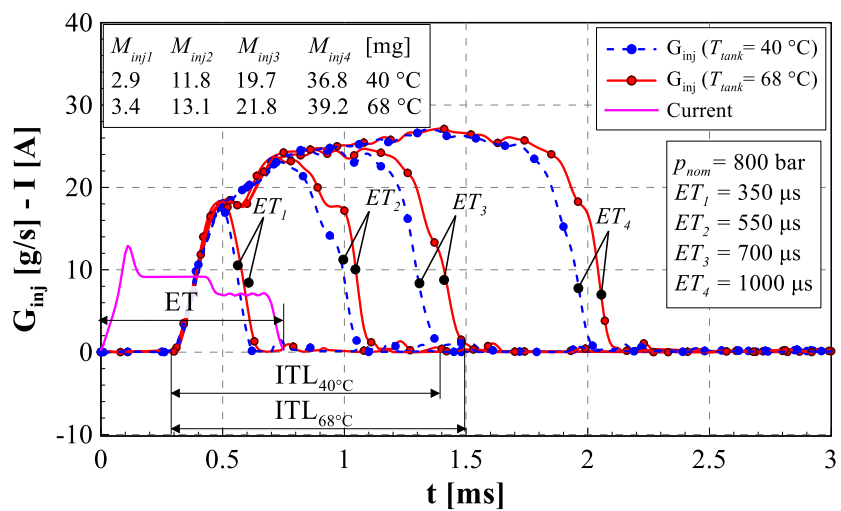 40
30
20
10
0
-10
G_inj [g/s] - I [A]
M_inj1 M_inj2 M_inj3 M_inj4 [mg]
2.9 11.8 19.7 36.8 40 °C
3.4 13.1 21.8 39.2 68 °C
G_inj (T_tank= 40 °C)
G_inj (T_tank= 68 °C)
Current
p_nom = 800 bar
ET_1 = 350 µs
ET_2 = 550 µs
ET_3 = 700 µs
ET_4 = 1000 µs
ET_1
ET_2
ET_3
ET_4
ET
ITL_40°C
ITL_68°C
0 0.5 1 1.5 2 2.5 3
t [ms]